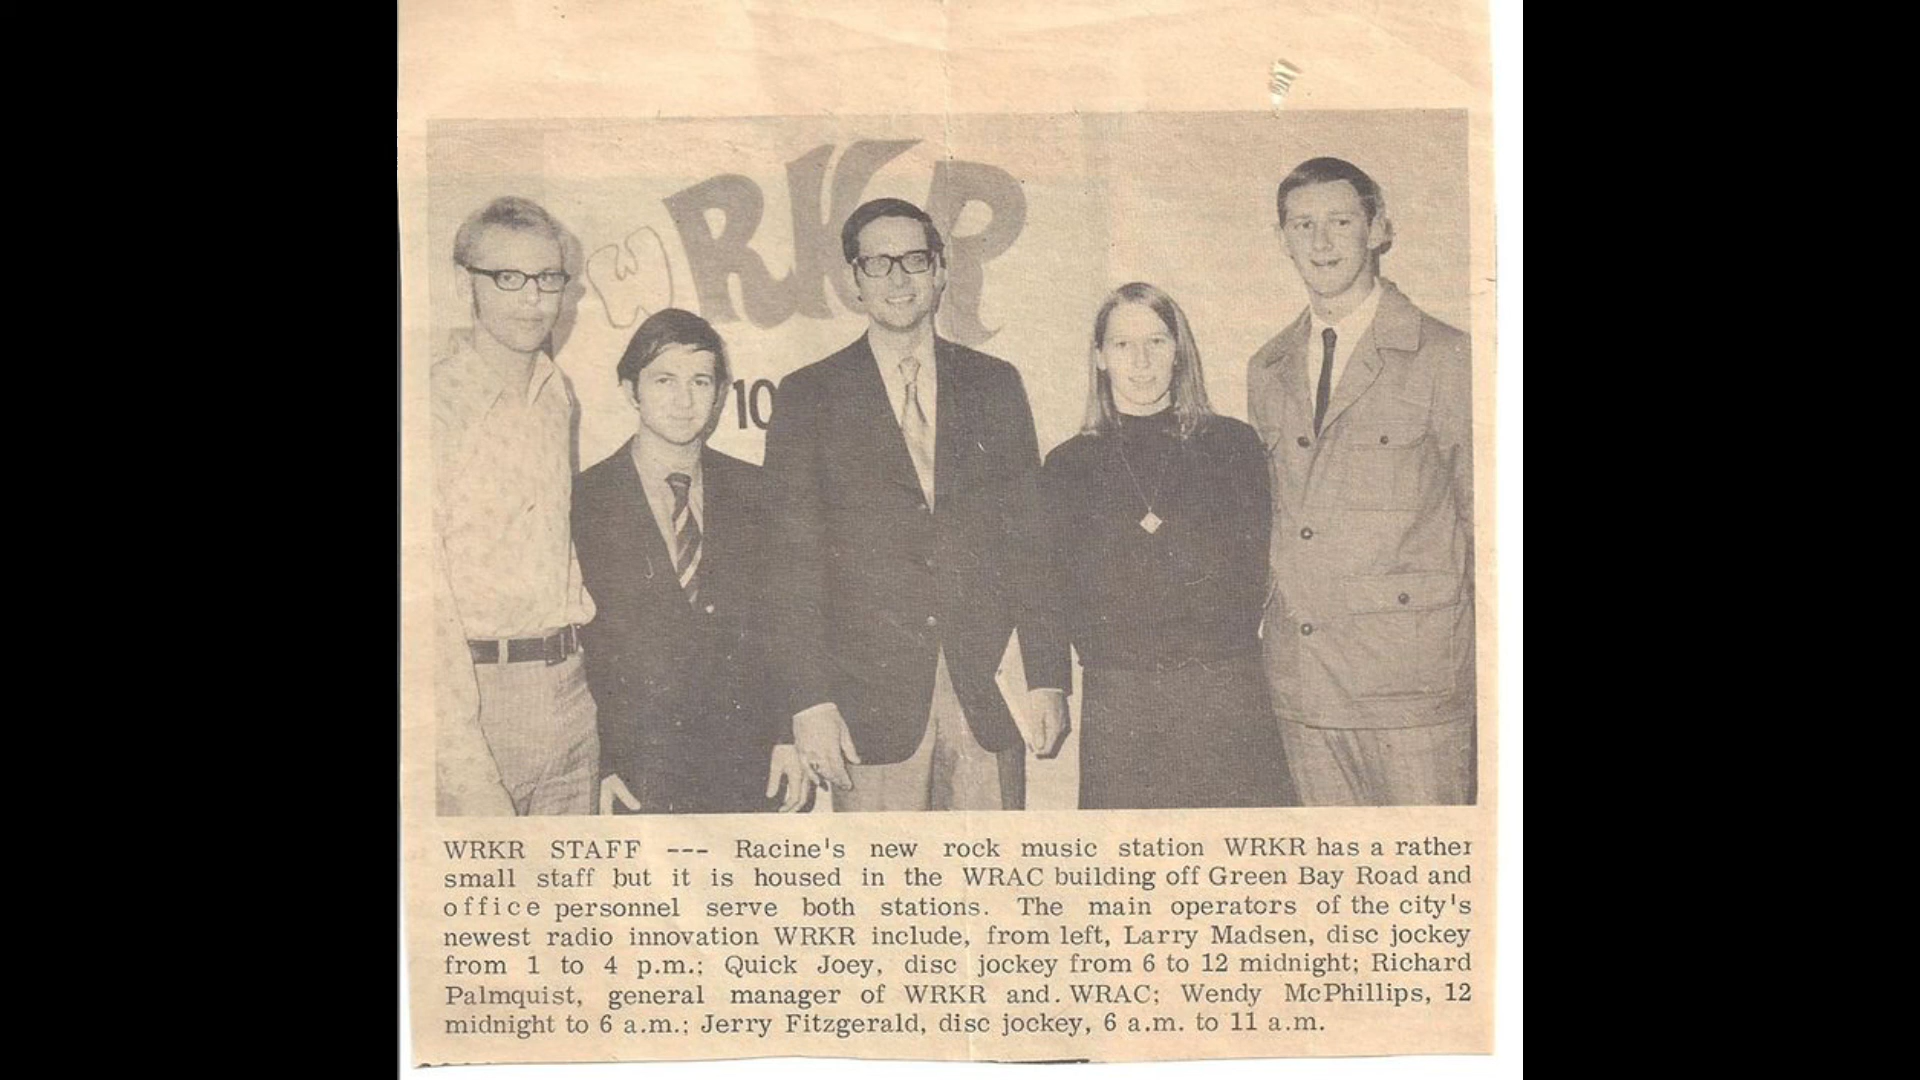 WRKR
W
10
WRKR STAFF --- Racine's new rock music station WRKR has a rather
small staff but it is housed in the WRAC building off Green Bay Road and
office personnel serve both stations. The main operators of the city's
newest radio innovation WRKR include, from left, Larry Madsen, disc jockey
from 1 to 4 p.m.; Quick Joey, disc jockey from 6 to 12 midnight; Richard
Palmquist, general manager of WRKR and. WRAC; Wendy McPhillips, 12
midnight to 6 a.m.; Jerry Fitzgerald, disc jockey, 6 a.m. to 11 a.m.